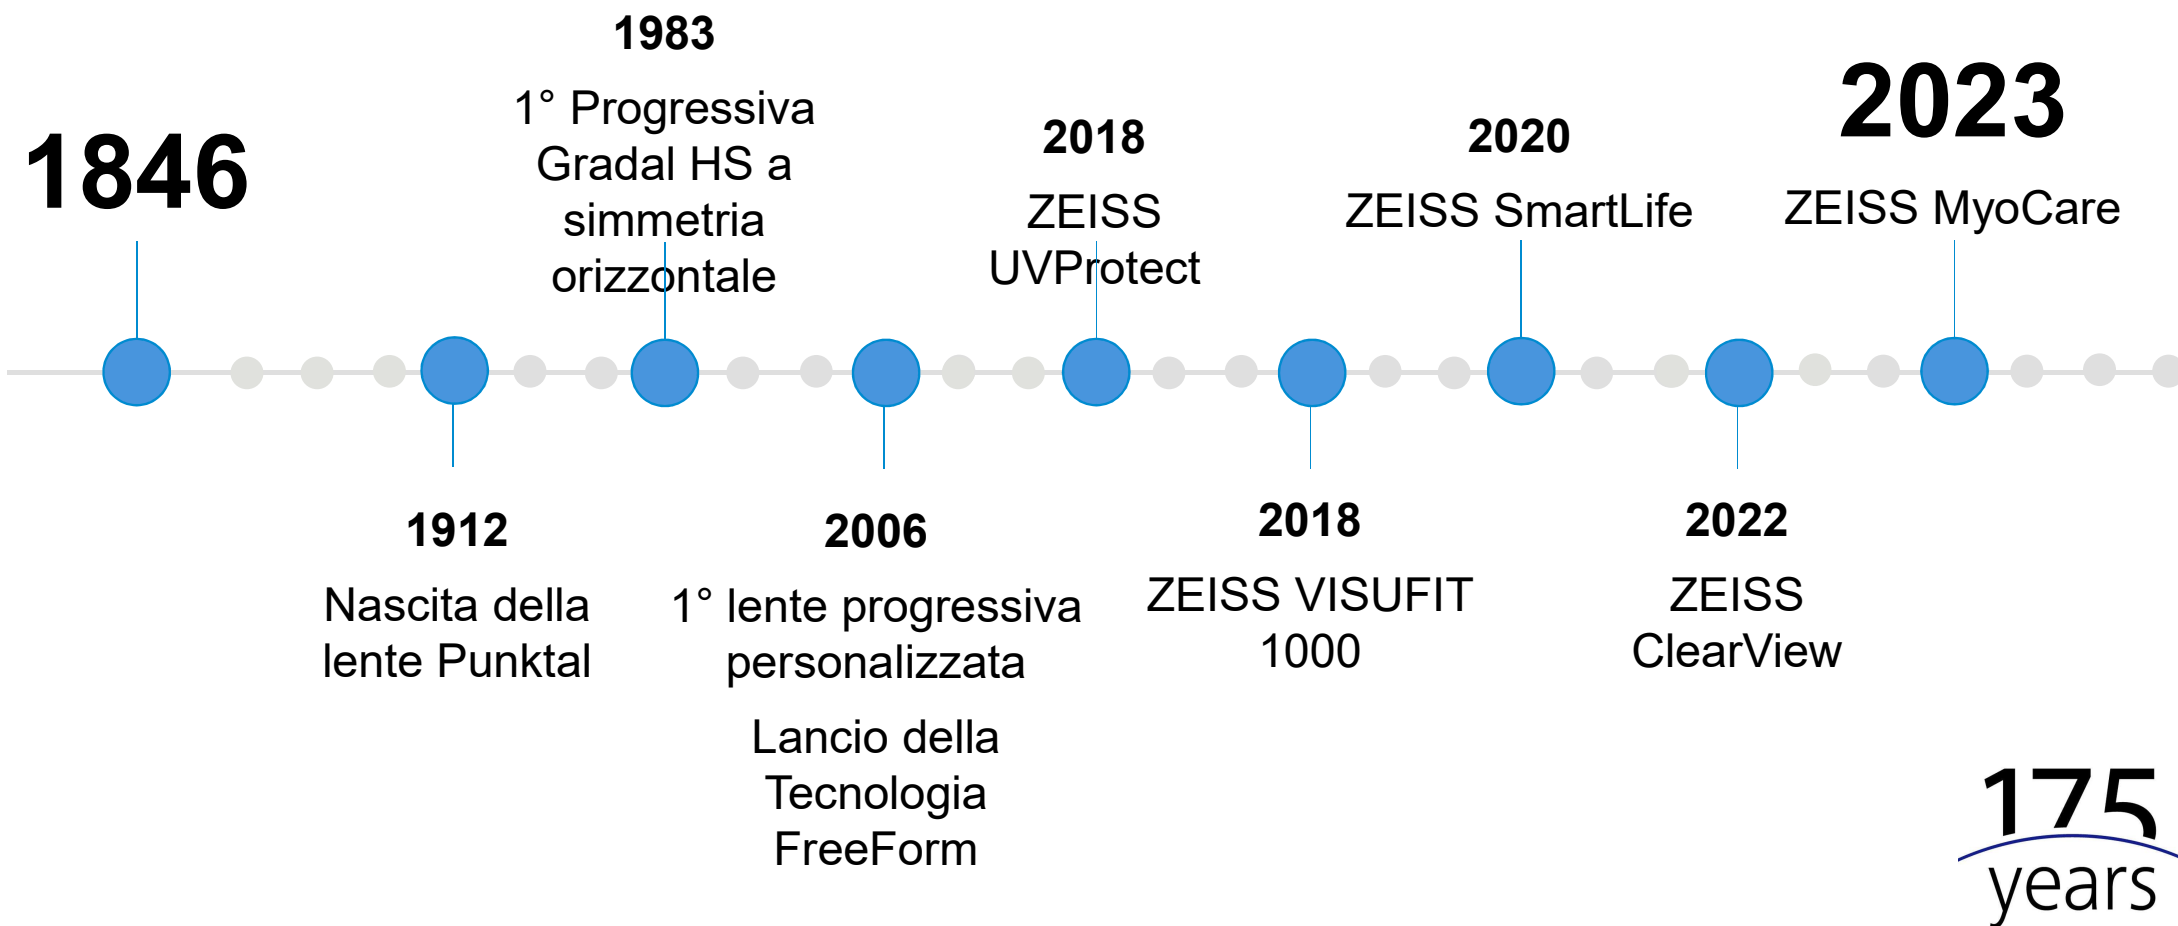 1846
1912
Nascita della
lente Punktal
1983
1° Progressiva
Gradal HS a
simmetria
orizzontale
2006
1° lente progressiva
personalizzata
Lancio della
Tecnologia
FreeForm
2018
ZEISS
UVProtect
2018
ZEISS VISUFIT
1000
2020
ZEISS SmartLife
2022
ZEISS
ClearView
2023
ZEISS MyoCare
175
years